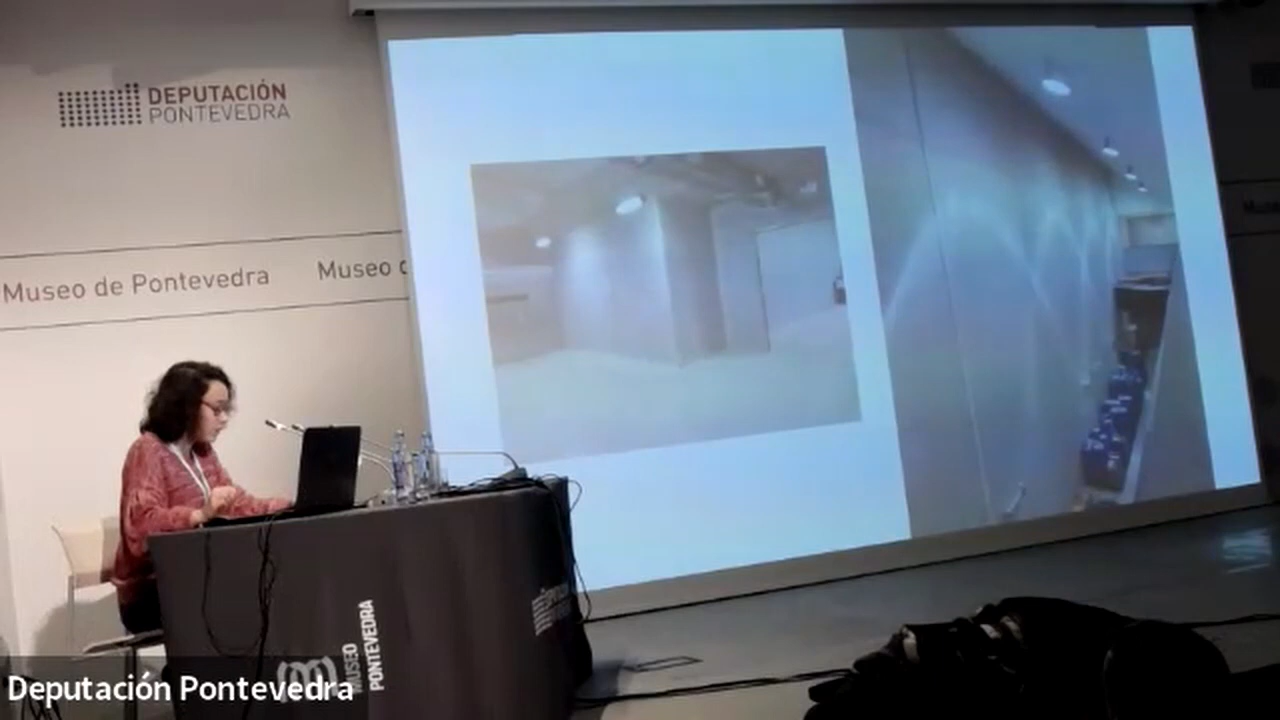 DEPUTACIÓN
PONTEVEDRA
Museo de Pontevedra
Museo
MUSEO
PONTEVEDRA
Deputación Pontevedra